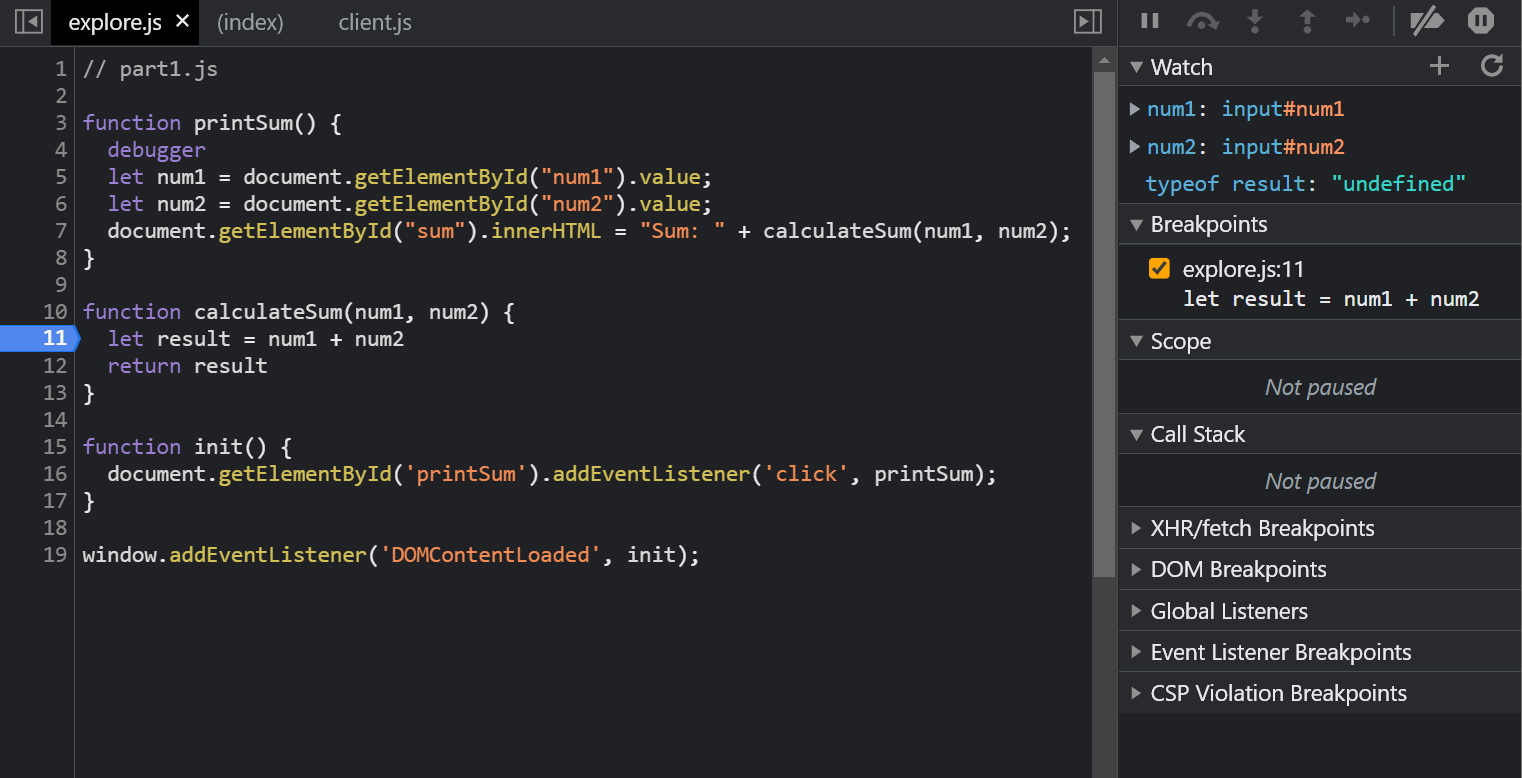 explore.js × (index) client.js
1 // part1.js
2
3 function printSum() {
4   debugger
5   let num1 = document.getElementById("num1").value;
6   let num2 = document.getElementById("num2").value;
7   document.getElementById("sum").innerHTML = "Sum: " + calculateSum(num1, num2);
8 }
9
10 function calculateSum(num1, num2) {
11   let result = num1 + num2
12   return result
13 }
14
15 function init() {
16   document.getElementById('printSum').addEventListener('click', printSum);
17 }
18
19 window.addEventListener('DOMContentLoaded', init);
Watch
num1: input#num1
num2: input#num2
typeof result: "undefined"
Breakpoints
explore.js:11
let result = num1 + num2
Scope
Not paused
Call Stack
Not paused
XHR/fetch Breakpoints
DOM Breakpoints
Global Listeners
Event Listener Breakpoints
CSP Violation Breakpoints